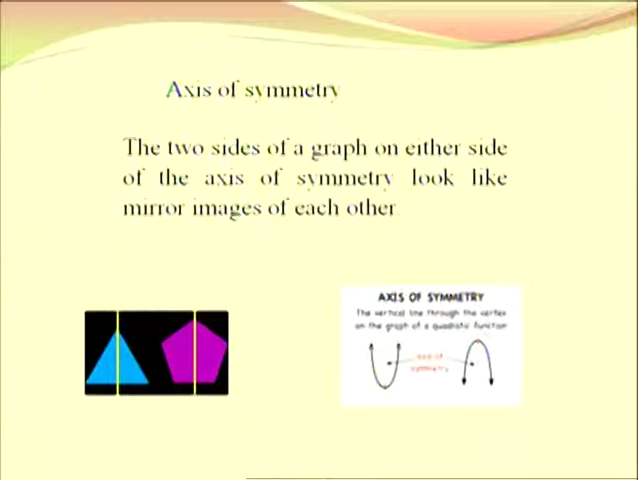 Axis of symmetry
The two sides of a graph on either side
of the axis of symmetry look like
mirror images of each other
AXIS OF SYMMETRY
The vertical line through the vertex
on the graph of a quadratic function
axis of
symmetry